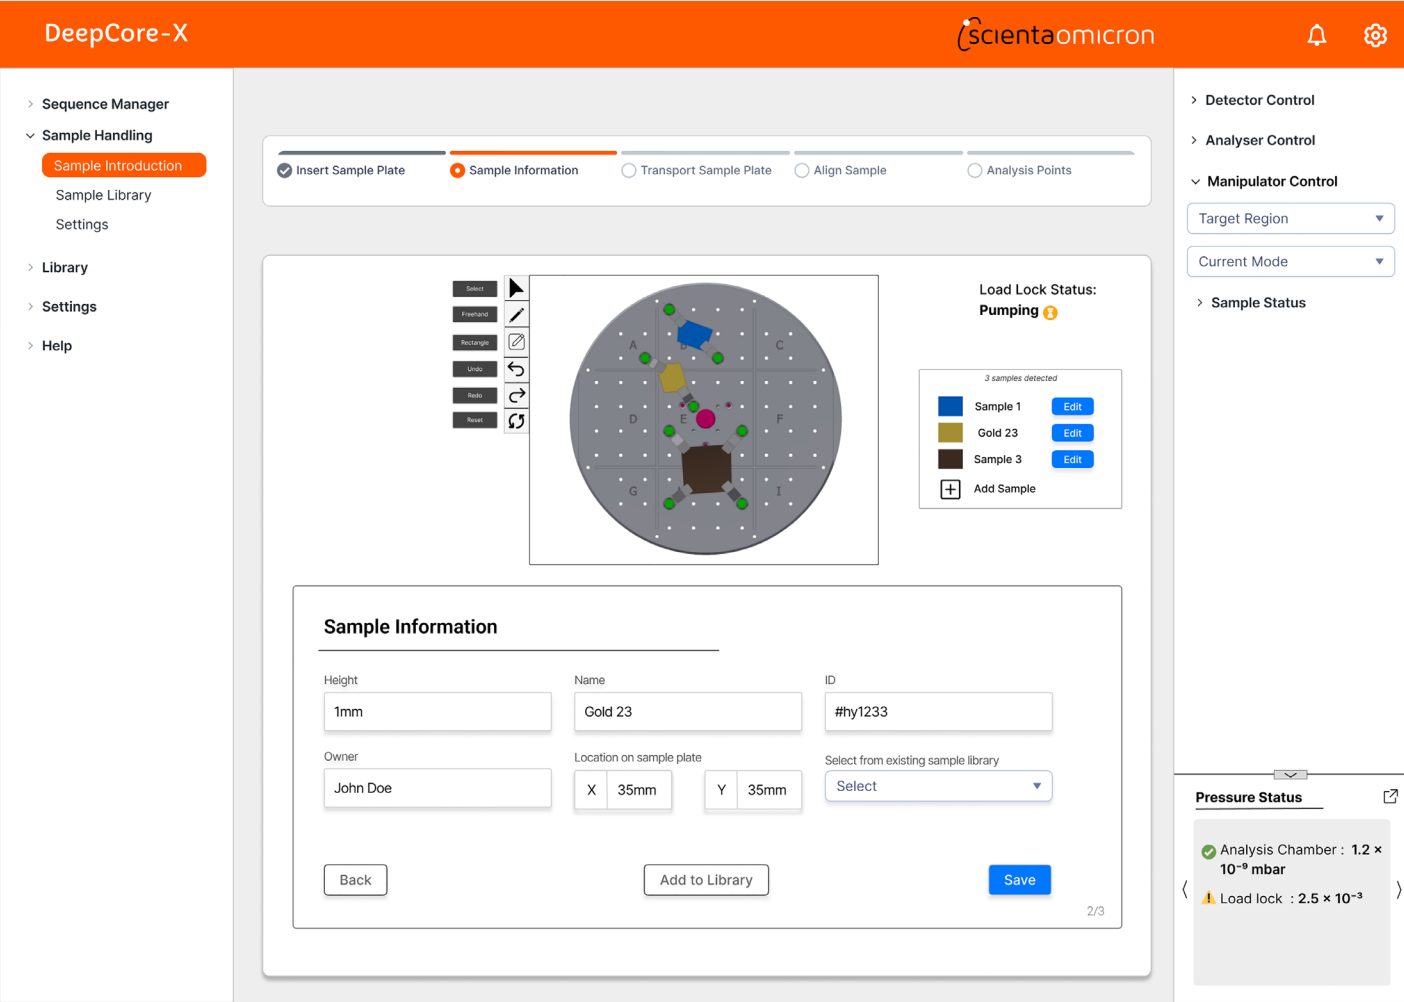 DeepCore-X
scientaomicron
Sequence Manager
Sample Handling
Sample Introduction
Sample Library
Settings
Library
Settings
Help
Insert Sample Plate
Sample Information
Transport Sample Plate
Align Sample
Analysis Points
Select
Freehand
Rectangle
Undo
Redo
Reset
A B C
D E F
G I
Load Lock Status:
Pumping
3 samples detected
Sample 1 Edit
Gold 23 Edit
Sample 3 Edit
Add Sample
Sample Information
Height
1mm
Name
Gold 23
ID
#hy1233
Owner
John Doe
Location on sample plate
X 35mm Y 35mm
Select from existing sample library
Select
Back
Add to Library
Save
2/3
Detector Control
Analyser Control
Manipulator Control
Target Region
Current Mode
Sample Status
Pressure Status
Analysis Chamber : 1.2 ×
10⁻⁹ mbar
Load lock : 2.5 × 10⁻³